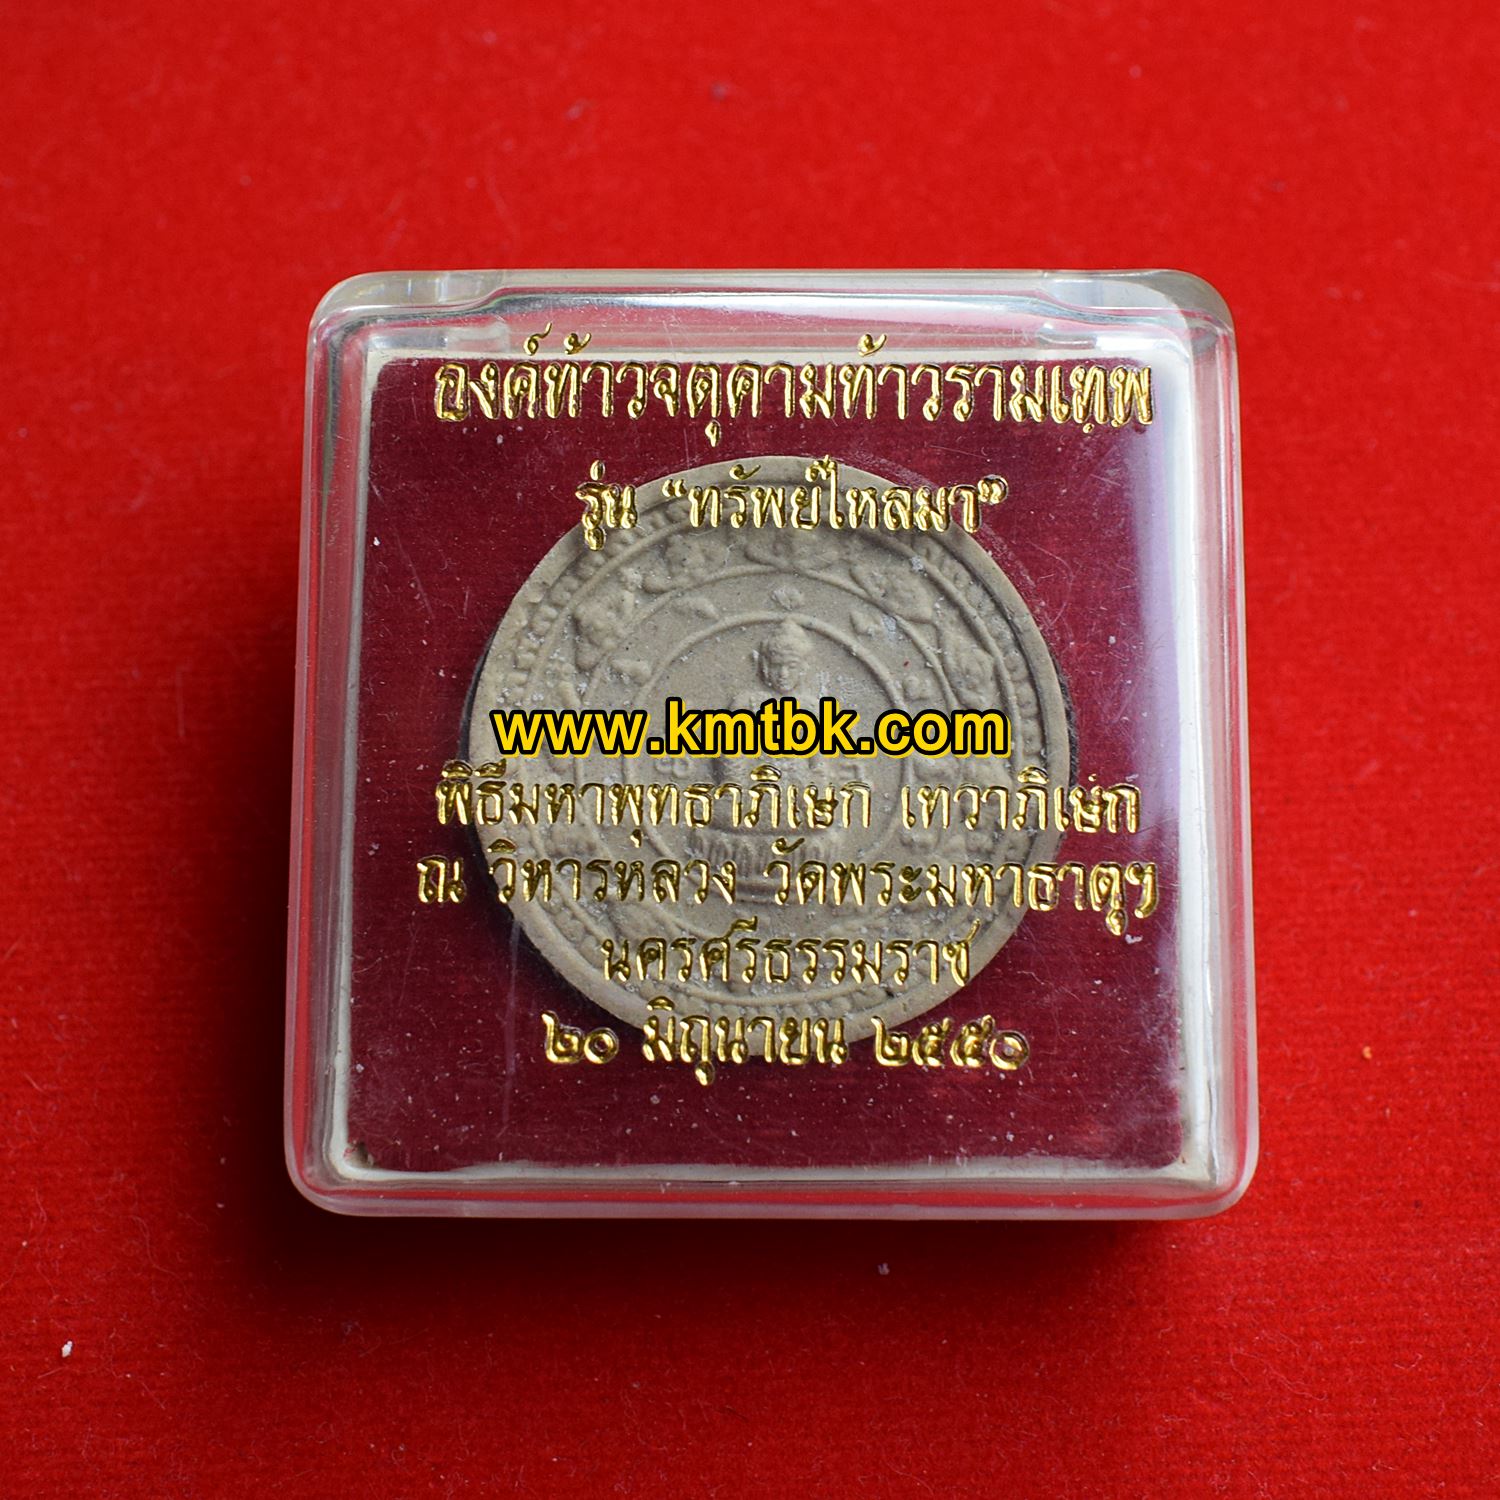 องค์ท้าวจตุคามท้าวรามเทพ
รุ่น “ทรัพย์ไหลมา”
www.kmtbk.com
พิธีมหาพุทธาภิเษก เทวาภิเษก
ณ วิหารหลวง วัดพระมหาธาตุฯ
นครศรีธรรมราช
๒๐ มิถุนายน ๒๕๕๐